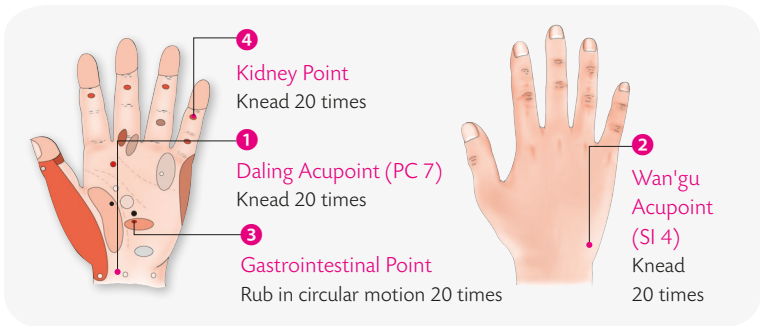 4
Kidney Point
Knead 20 times
1
Daling Acupoint (PC 7)
Knead 20 times
3
Gastrointestinal Point
Rub in circular motion 20 times
2
Wan'gu
Acupoint
(SI 4)
Knead
20 times